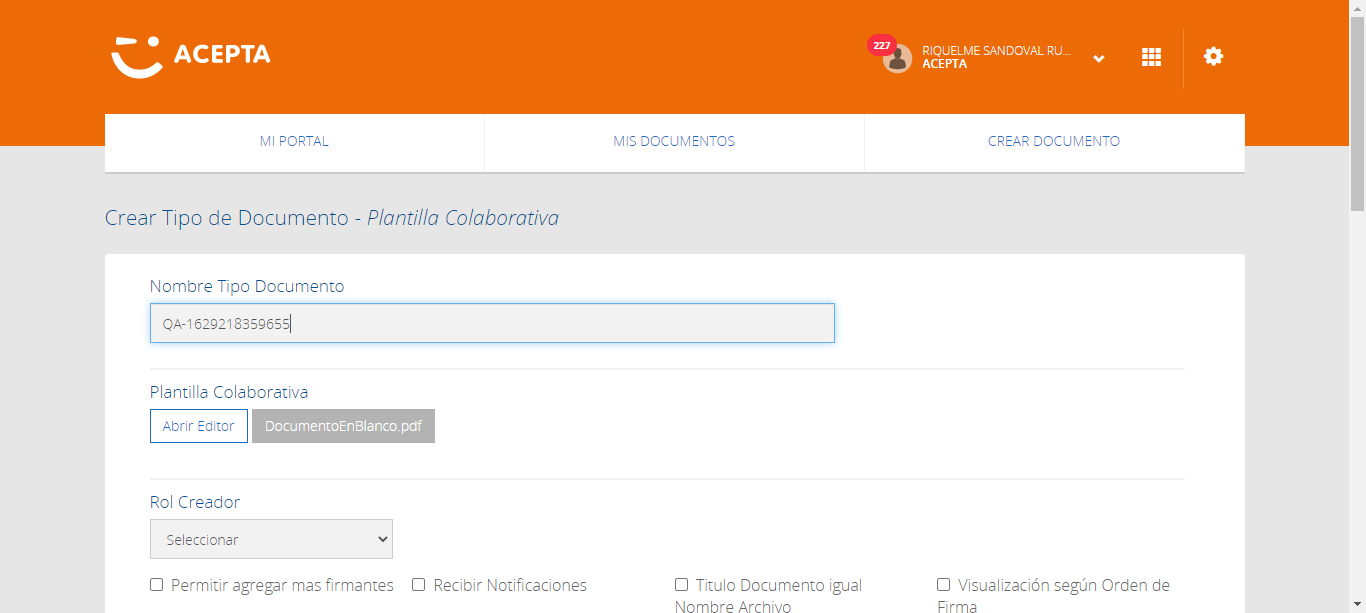 ACEPTA
227
RIQUELME SANDOVAL RU...
ACEPTA
MI PORTAL
MIS DOCUMENTOS
CREAR DOCUMENTO
Crear Tipo de Documento - Plantilla Colaborativa
Nombre Tipo Documento
QA-1629218359655
Plantilla Colaborativa
Abrir Editor
DocumentoEnBlanco.pdf
Rol Creador
Seleccionar
Permitir agregar mas firmantes
Recibir Notificaciones
Titulo Documento igual
Nombre Archivo
Visualización según Orden de
Firma